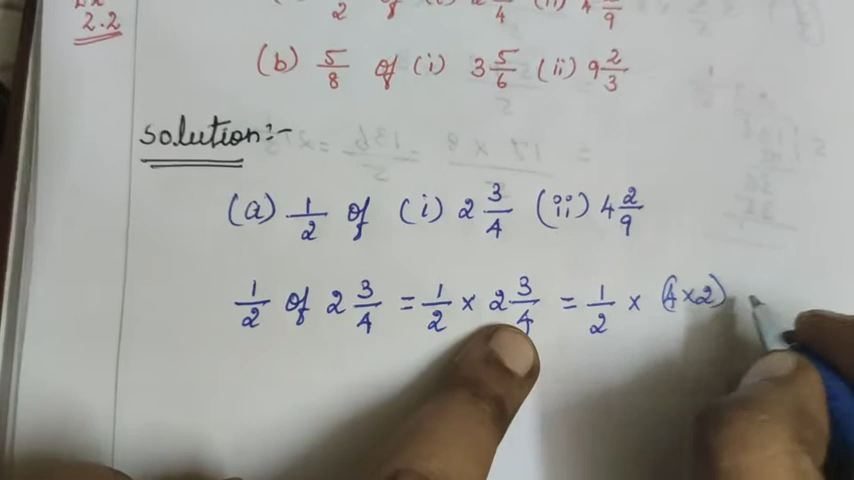 2.2
(b) 5/8 of (i) 3 5/6 (ii) 9 2/3
Solution:-
(a) 1/2 of (i) 2 3/4 (ii) 4 2/9
1/2 of 2 3/4 = 1/2 × 2 3/4 = 1/2 × (4×2)